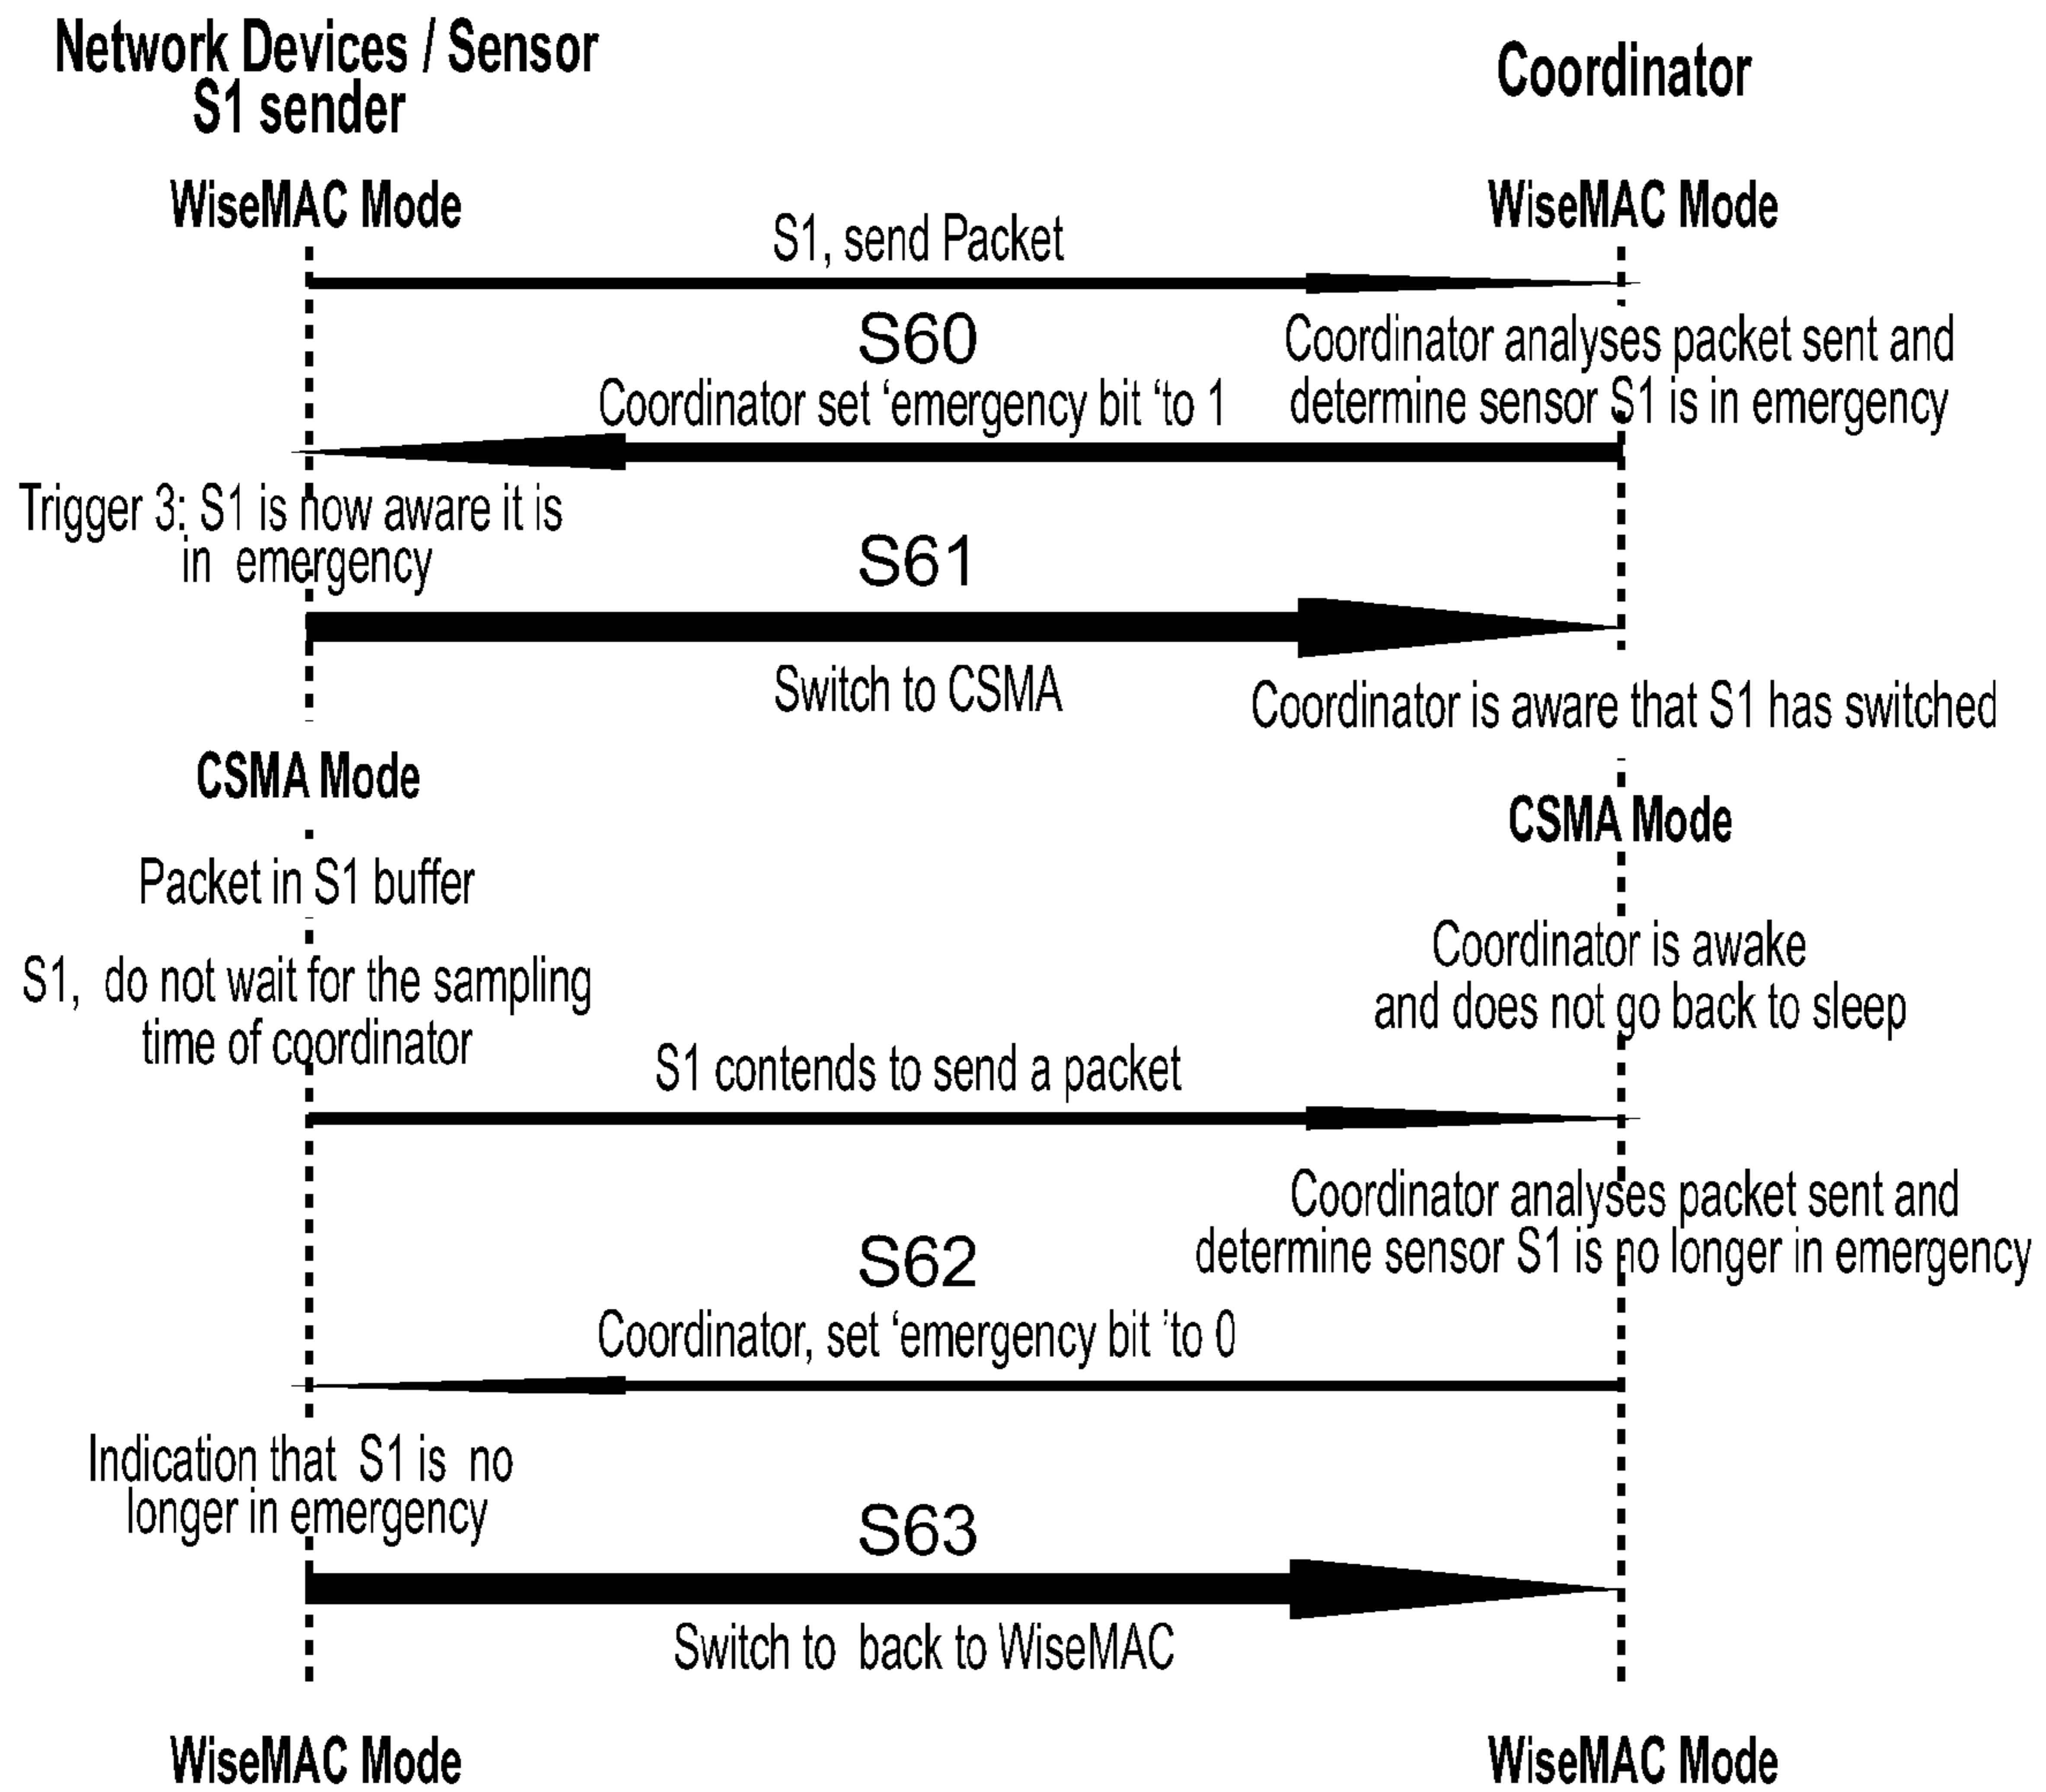 Network Devices / Sensor
S1 sender
Coordinator
WiseMAC Mode
WiseMAC Mode
S1, send Packet
S60
Coordinator analyses packet sent and
determine sensor S1 is in emergency
Coordinator set ‘emergency bit ‘to 1
Trigger 3: S1 is now aware it is
in emergency
S61
Switch to CSMA
Coordinator is aware that S1 has switched
CSMA Mode
CSMA Mode
Packet in S1 buffer
Coordinator is awake
and does not go back to sleep
S1, do not wait for the sampling
time of coordinator
S1 contends to send a packet
Coordinator analyses packet sent and
determine sensor S1 is no longer in emergency
S62
Coordinator, set ‘emergency bit ‘to 0
Indication that S1 is no
longer in emergency
S63
Switch to back to WiseMAC
WiseMAC Mode
WiseMAC Mode